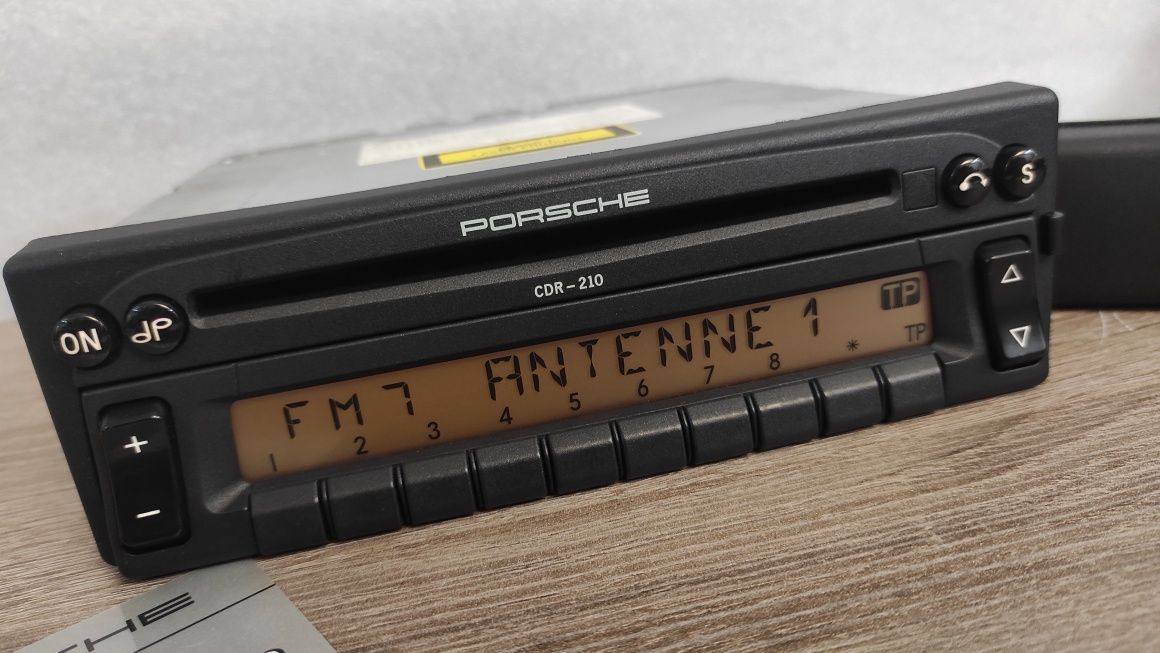 PORSCHE
CDR-210
ON
S
FM7 ANTENNE 1 TP
1 2 3 4 5 6 7 8 * TP
+
-